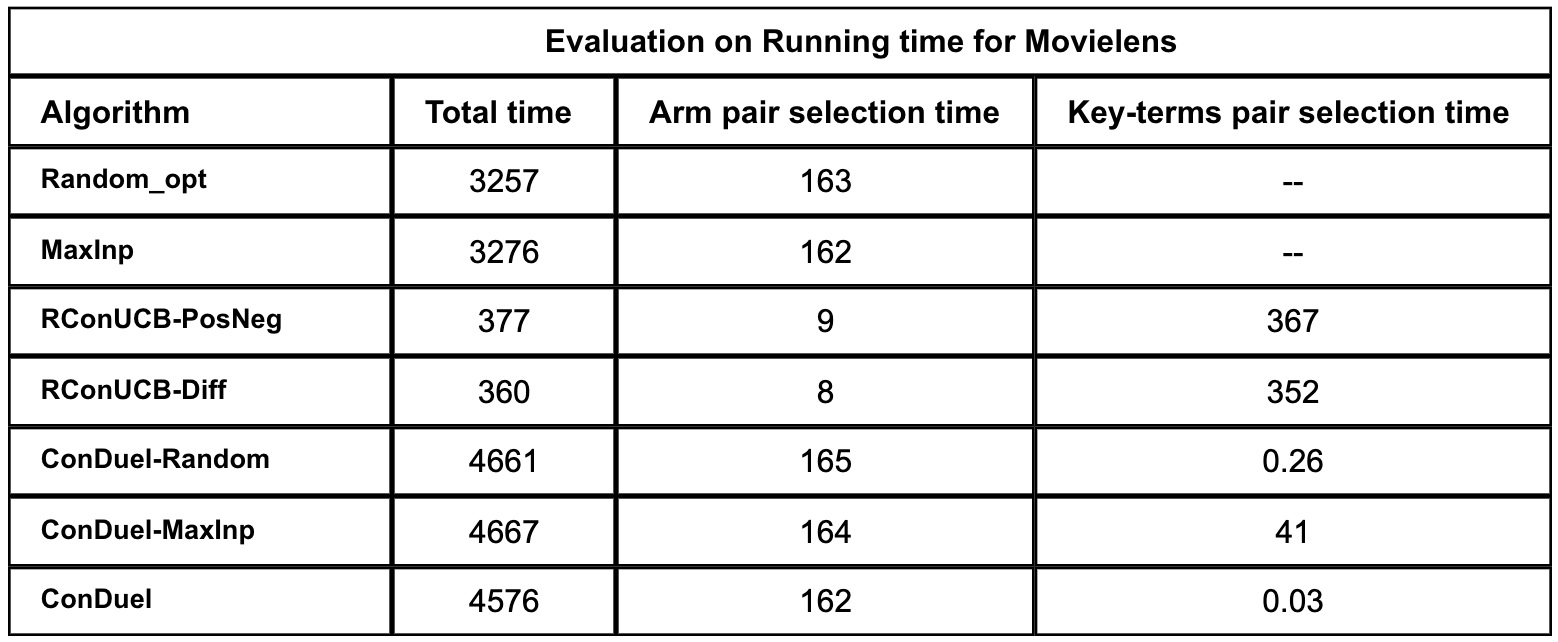 Evaluation on Running time for Movielens
Algorithm Total time Arm pair selection time Key-terms pair selection time
Random_opt 3257 163 --
MaxInp 3276 162 --
RConUCB-PosNeg 377 9 367
RConUCB-Diff 360 8 352
ConDuel-Random 4661 165 0.26
ConDuel-MaxInp 4667 164 41
ConDuel 4576 162 0.03